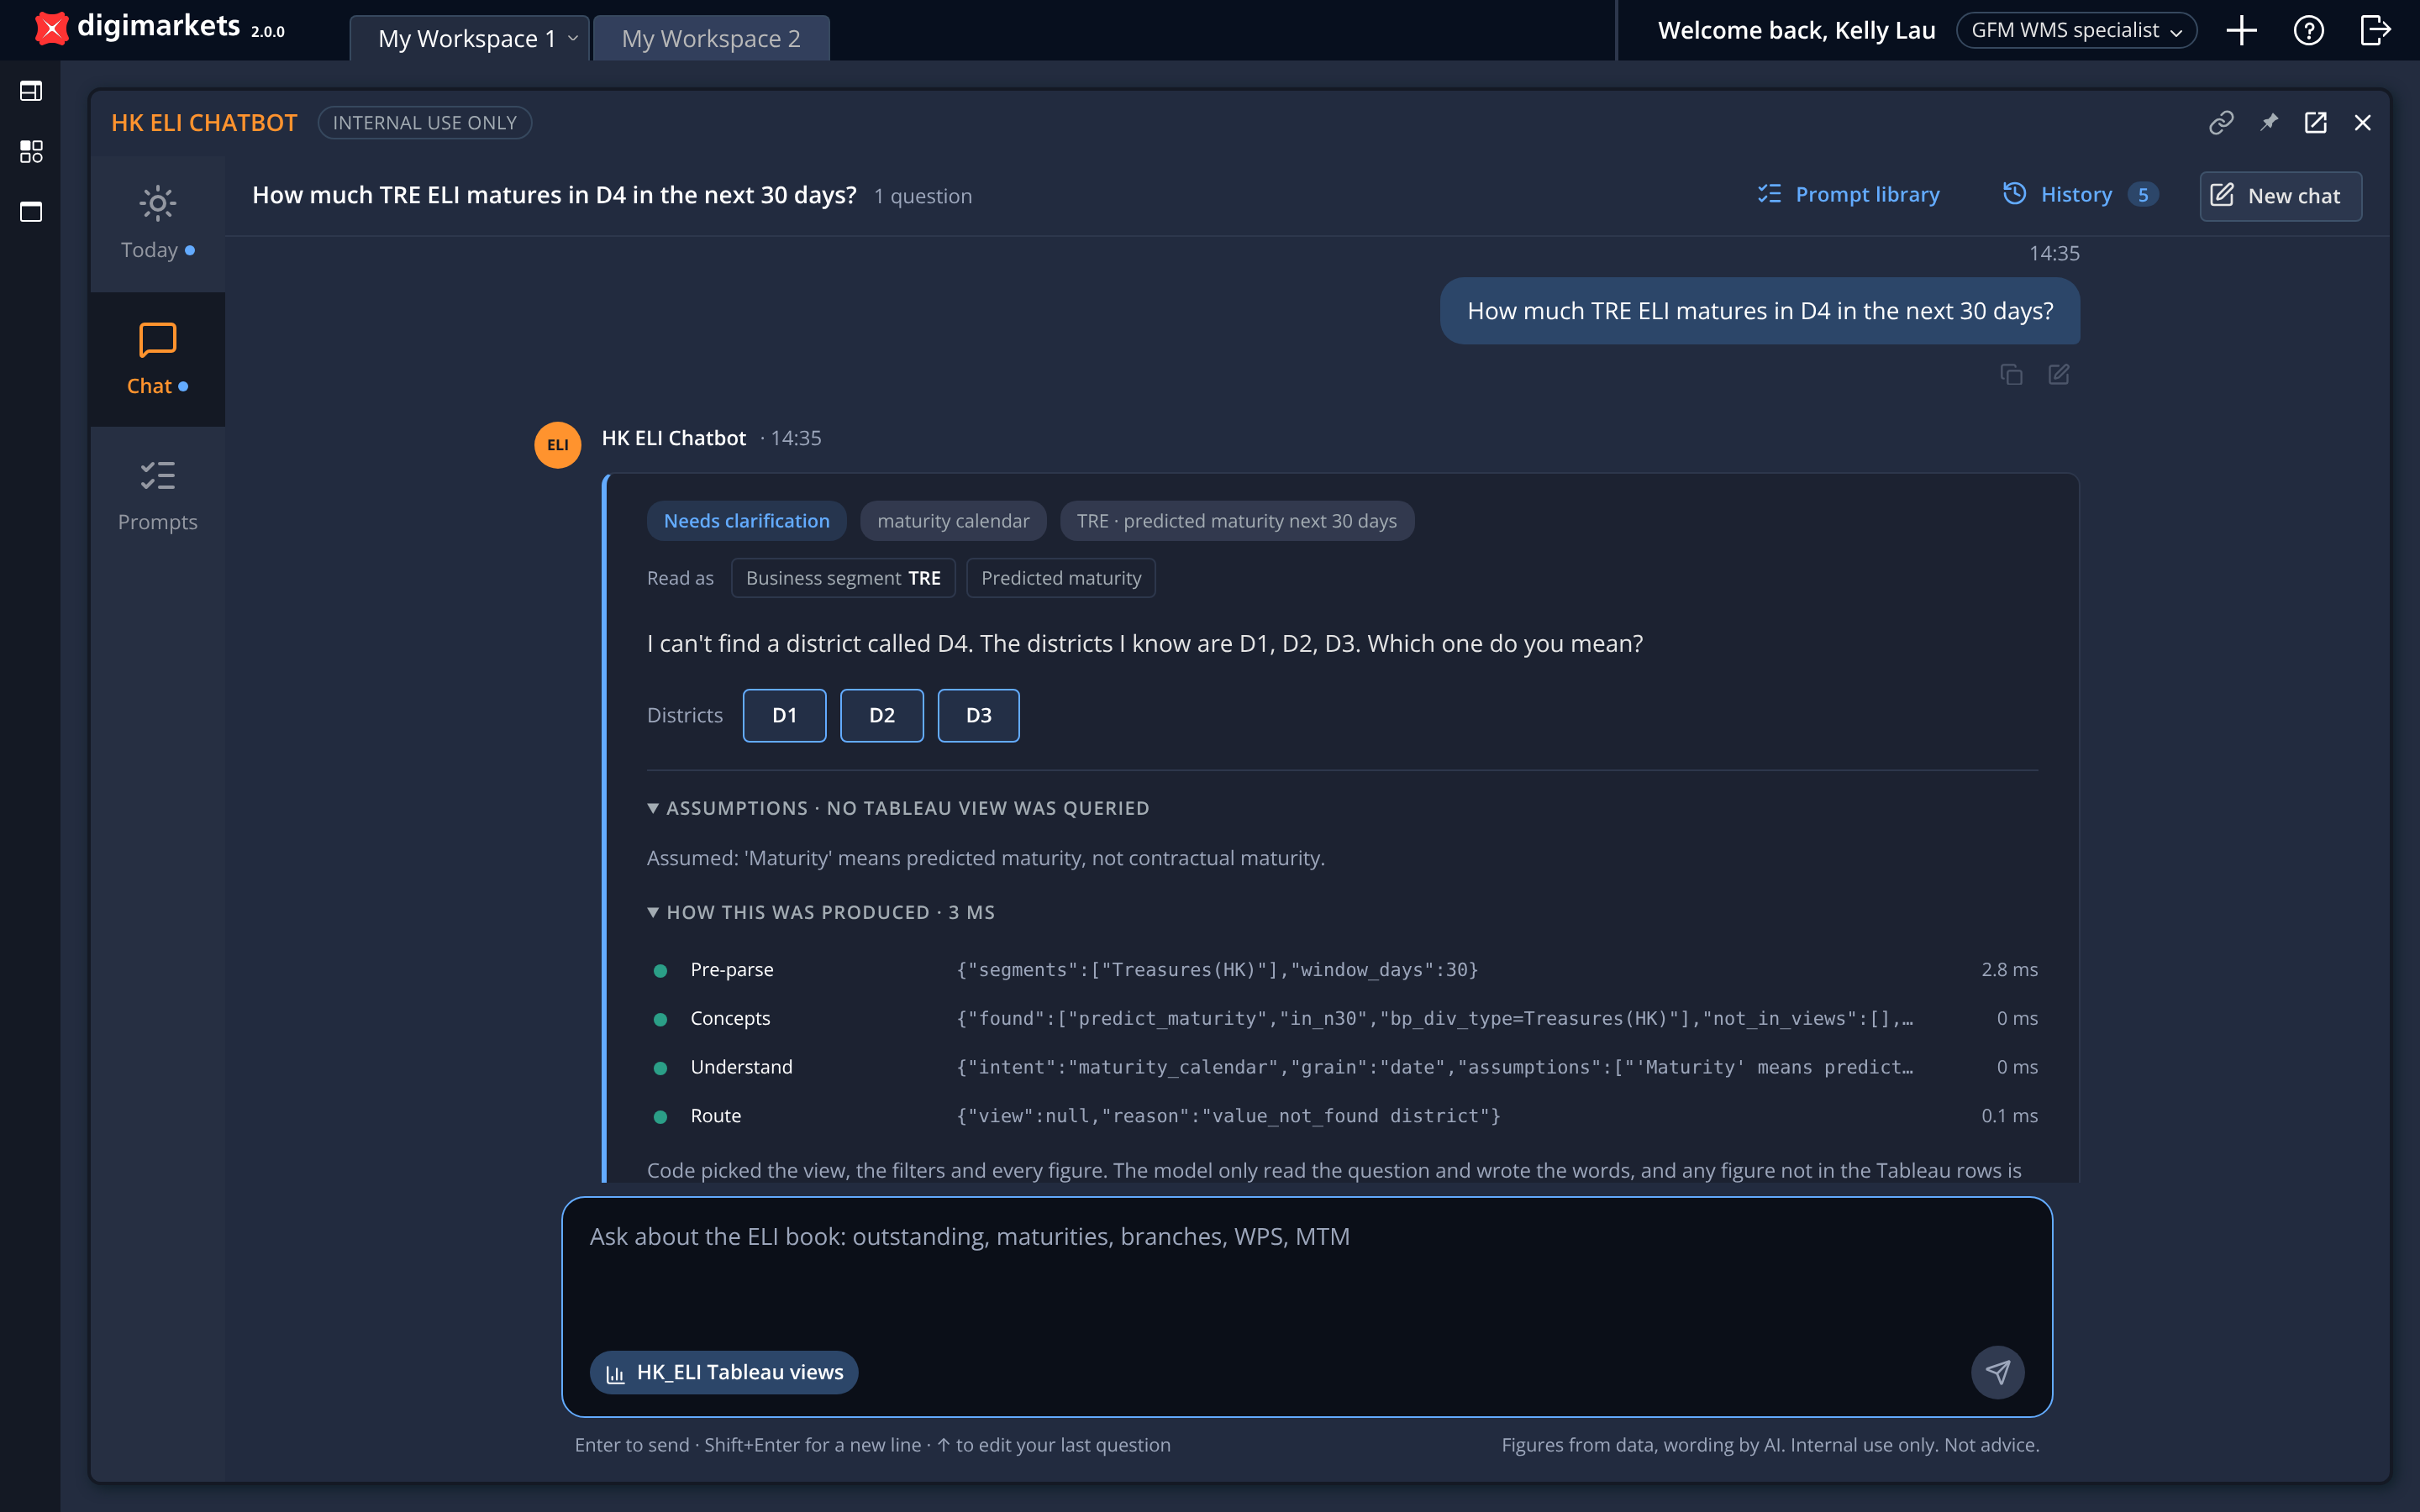 digimarkets 2.0.0
My Workspace 1
My Workspace 2
Welcome back, Kelly Lau
GFM WMS specialist
HK ELI CHATBOT
INTERNAL USE ONLY
Today
Chat
Prompts
How much TRE ELI matures in D4 in the next 30 days? 1 question
Prompt library
History 5
New chat
14:35
How much TRE ELI matures in D4 in the next 30 days?
ELI
HK ELI Chatbot · 14:35
Needs clarification
maturity calendar
TRE · predicted maturity next 30 days
Read as
Business segment TRE
Predicted maturity
I can't find a district called D4. The districts I know are D1, D2, D3. Which one do you mean?
Districts
D1
D2
D3
▼ ASSUMPTIONS · NO TABLEAU VIEW WAS QUERIED
Assumed: 'Maturity' means predicted maturity, not contractual maturity.
▼ HOW THIS WAS PRODUCED · 3 MS
Pre-parse {"segments":["Treasures(HK)"],"window_days":30} 2.8 ms
Concepts {"found":["predict_maturity","in_n30","bp_div_type=Treasures(HK)"],"not_in_views":[],… 0 ms
Understand {"intent":"maturity_calendar","grain":"date","assumptions":["'Maturity' means predict… 0 ms
Route {"view":null,"reason":"value_not_found district"} 0.1 ms
Code picked the view, the filters and every figure. The model only read the question and wrote the words, and any figure not in the Tableau rows is
Ask about the ELI book: outstanding, maturities, branches, WPS, MTM
HK_ELI Tableau views
Enter to send · Shift+Enter for a new line · ↑ to edit your last question
Figures from data, wording by AI. Internal use only. Not advice.